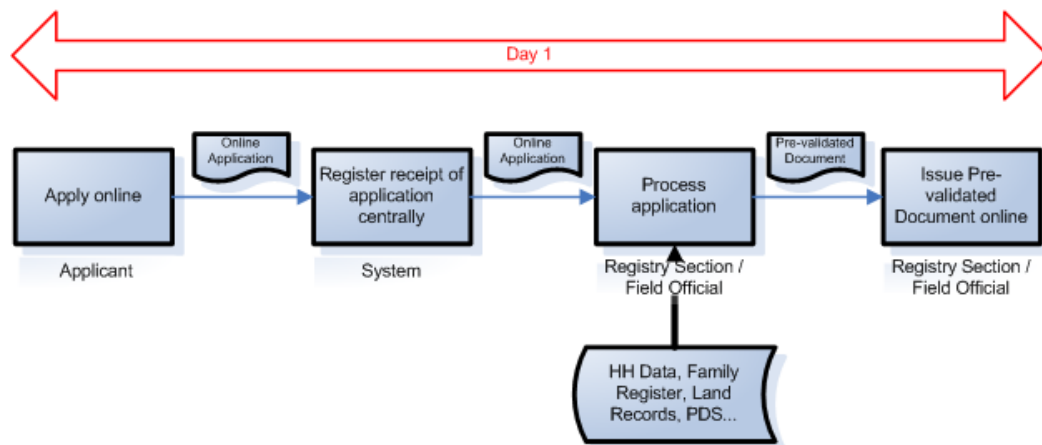 Day 1
Online
Application
Online
Application
Pre-validated
Document
Apply online
Register receipt of
application
centrally
Process
application
Issue Pre-
validated
Document online
Applicant
System
Registry Section /
Field Official
Registry Section /
Field Official
HH Data, Family
Register, Land
Records, PDS...